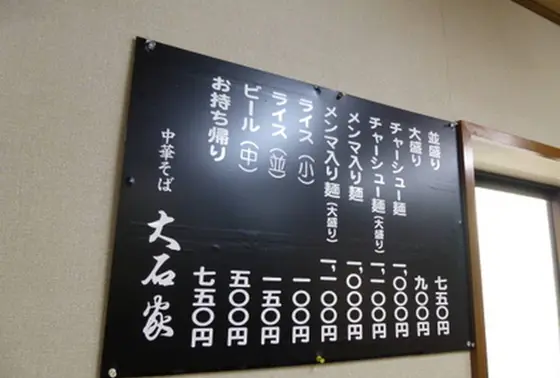 並盛り 七五〇円
大盛り 九〇〇円
チャーシュー麺 一、〇〇〇円
チャーシュー麺(大盛り) 一、一〇〇円
メンマ入り麺 一、〇〇〇円
メンマ入り麺(大盛り) 一、一〇〇円
ライス(小) 一〇〇円
ライス(並) 一五〇円
ビール(中) 五〇〇円
お持ち帰り 七五〇円
中華そば 大石家